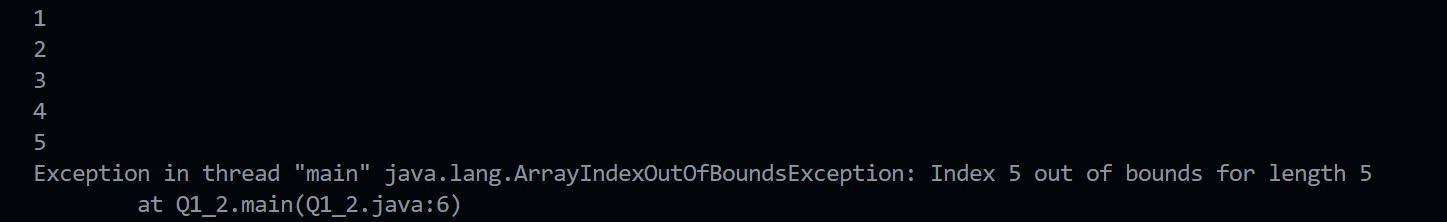 1
2
3
4
5
Exception in thread "main" java.lang.ArrayIndexOutOfBoundsException: Index 5 out of bounds for length 5
        at Q1_2.main(Q1_2.java:6)